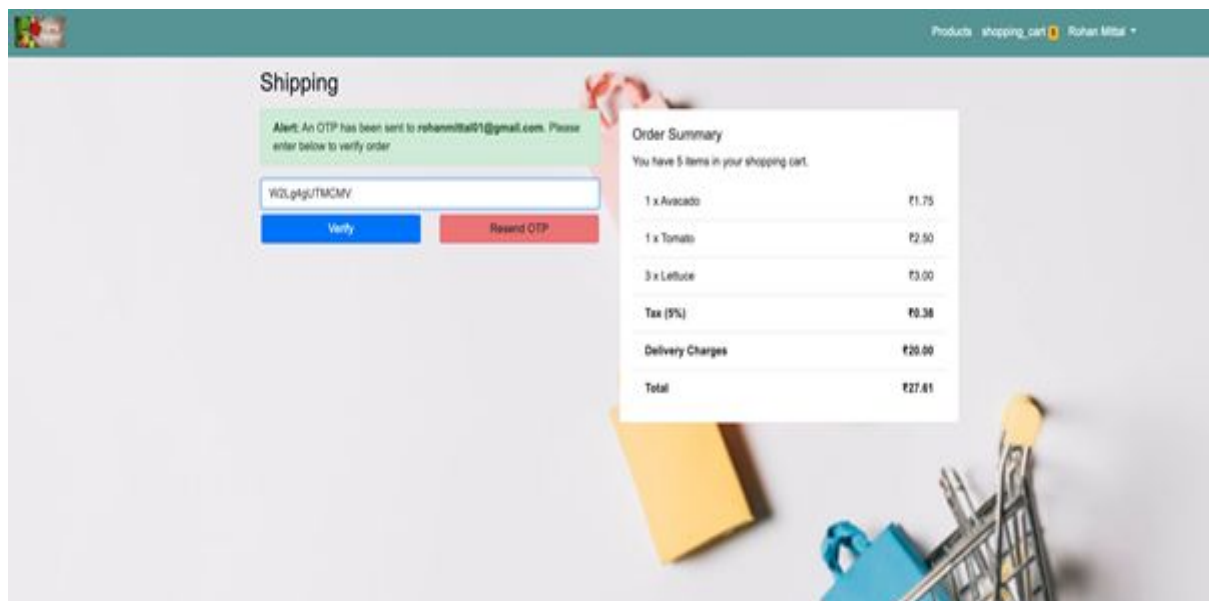 Products shopping_cart Rohan Mittal
Shipping
Alert: An OTP has been sent to rohanmittal01@gmail.com. Please
enter below to verify order
W2Lg4gUTMCMV
Verify Resend OTP
Order Summary
You have 5 items in your shopping cart.
1 x Avacado ₹1.75
1 x Tomato ₹2.50
3 x Lettuce ₹3.00
Tax (5%) ₹0.38
Delivery Charges ₹20.00
Total ₹27.61